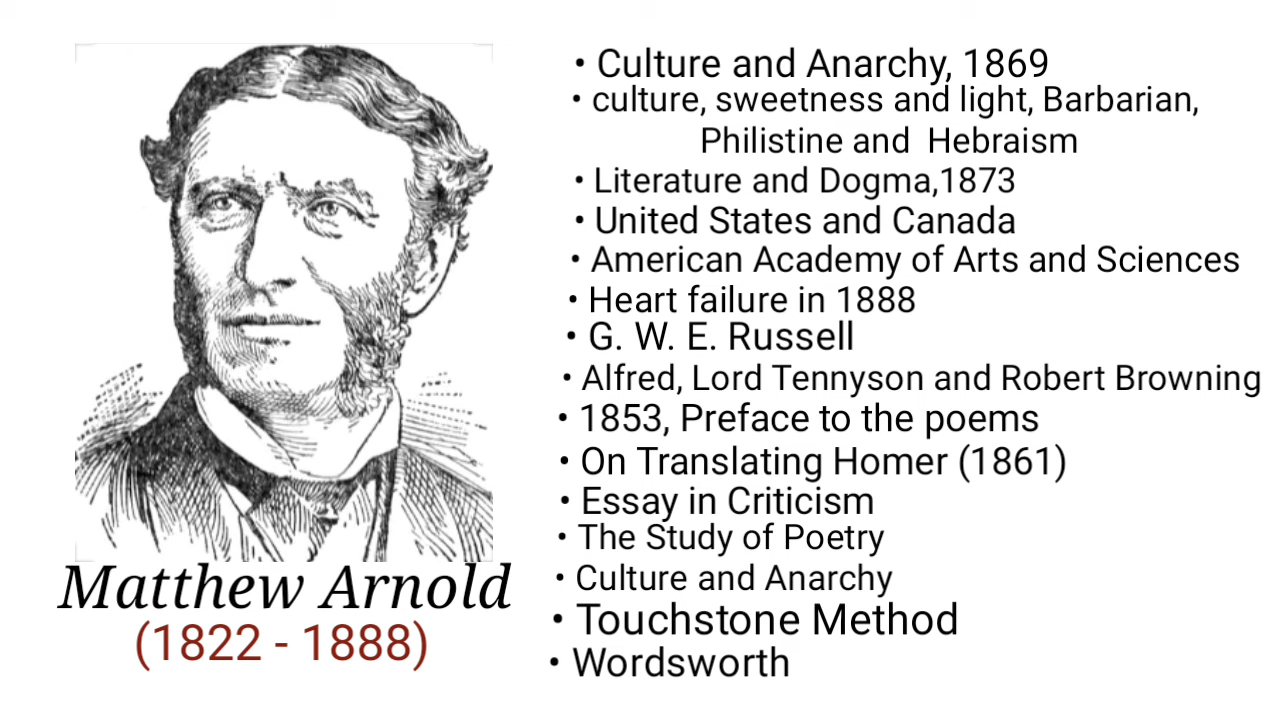 • Culture and Anarchy, 1869
• culture, sweetness and light, Barbarian,
Philistine and Hebraism
• Literature and Dogma,1873
• United States and Canada
• American Academy of Arts and Sciences
• Heart failure in 1888
• G. W. E. Russell
• Alfred, Lord Tennyson and Robert Browning
• 1853, Preface to the poems
• On Translating Homer (1861)
• Essay in Criticism
• The Study of Poetry
• Culture and Anarchy
• Touchstone Method
• Wordsworth
Matthew Arnold
(1822 - 1888)